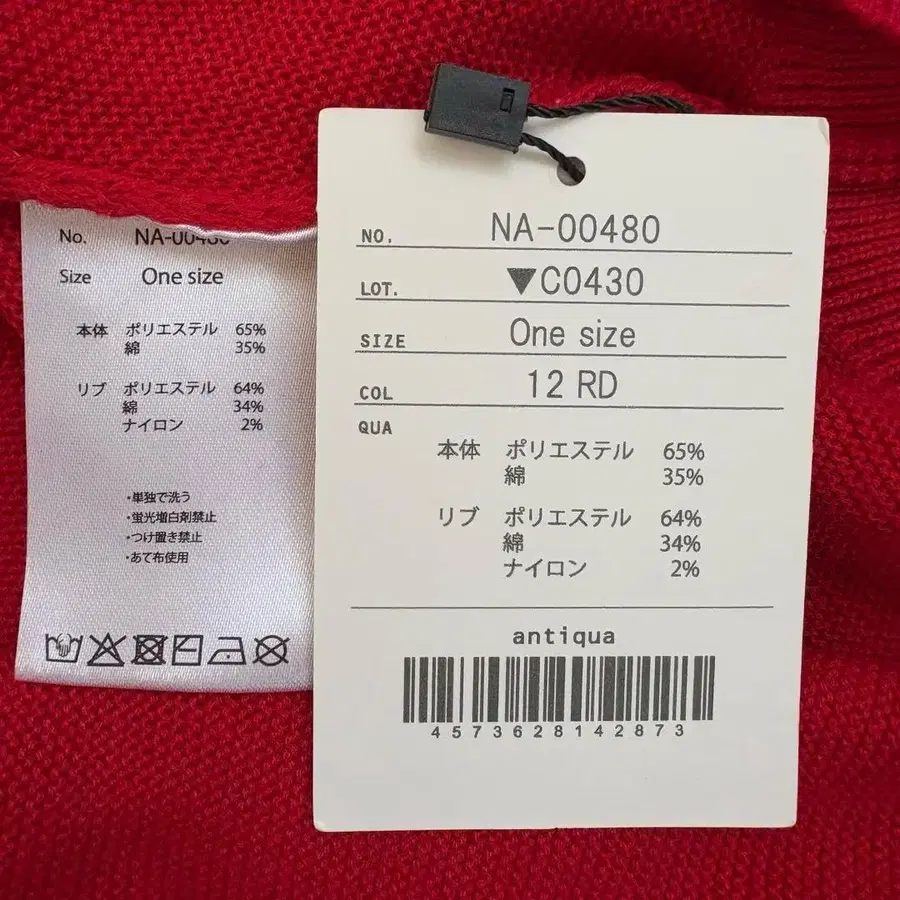 No. NA-00480
Size One size
本体 ポリエステル 65%
綿 35%
リブ ポリエステル 64%
綿 34%
ナイロン 2%
・単独で洗う
・蛍光増白剤禁止
・つけ置き禁止
・あて布使用
NO. NA-00480
LOT. ▼C0430
SIZE One size
COL 12 RD
QUA
本体 ポリエステル 65%
綿 35%
リブ ポリエステル 64%
綿 34%
ナイロン 2%
antiqua
4573628142873